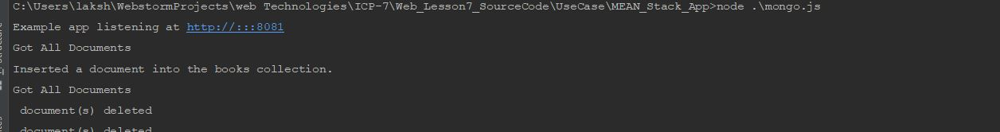 C:\Users\laksh\WebstormProjects\web Technologies\ICP-7\Web_Lesson7_SourceCode\UseCase\MEAN_Stack_App>node .\mongo.js
Example app listening at http://:::8081
Got All Documents
Inserted a document into the books collection.
Got All Documents
document(s) deleted
document(s) deleted